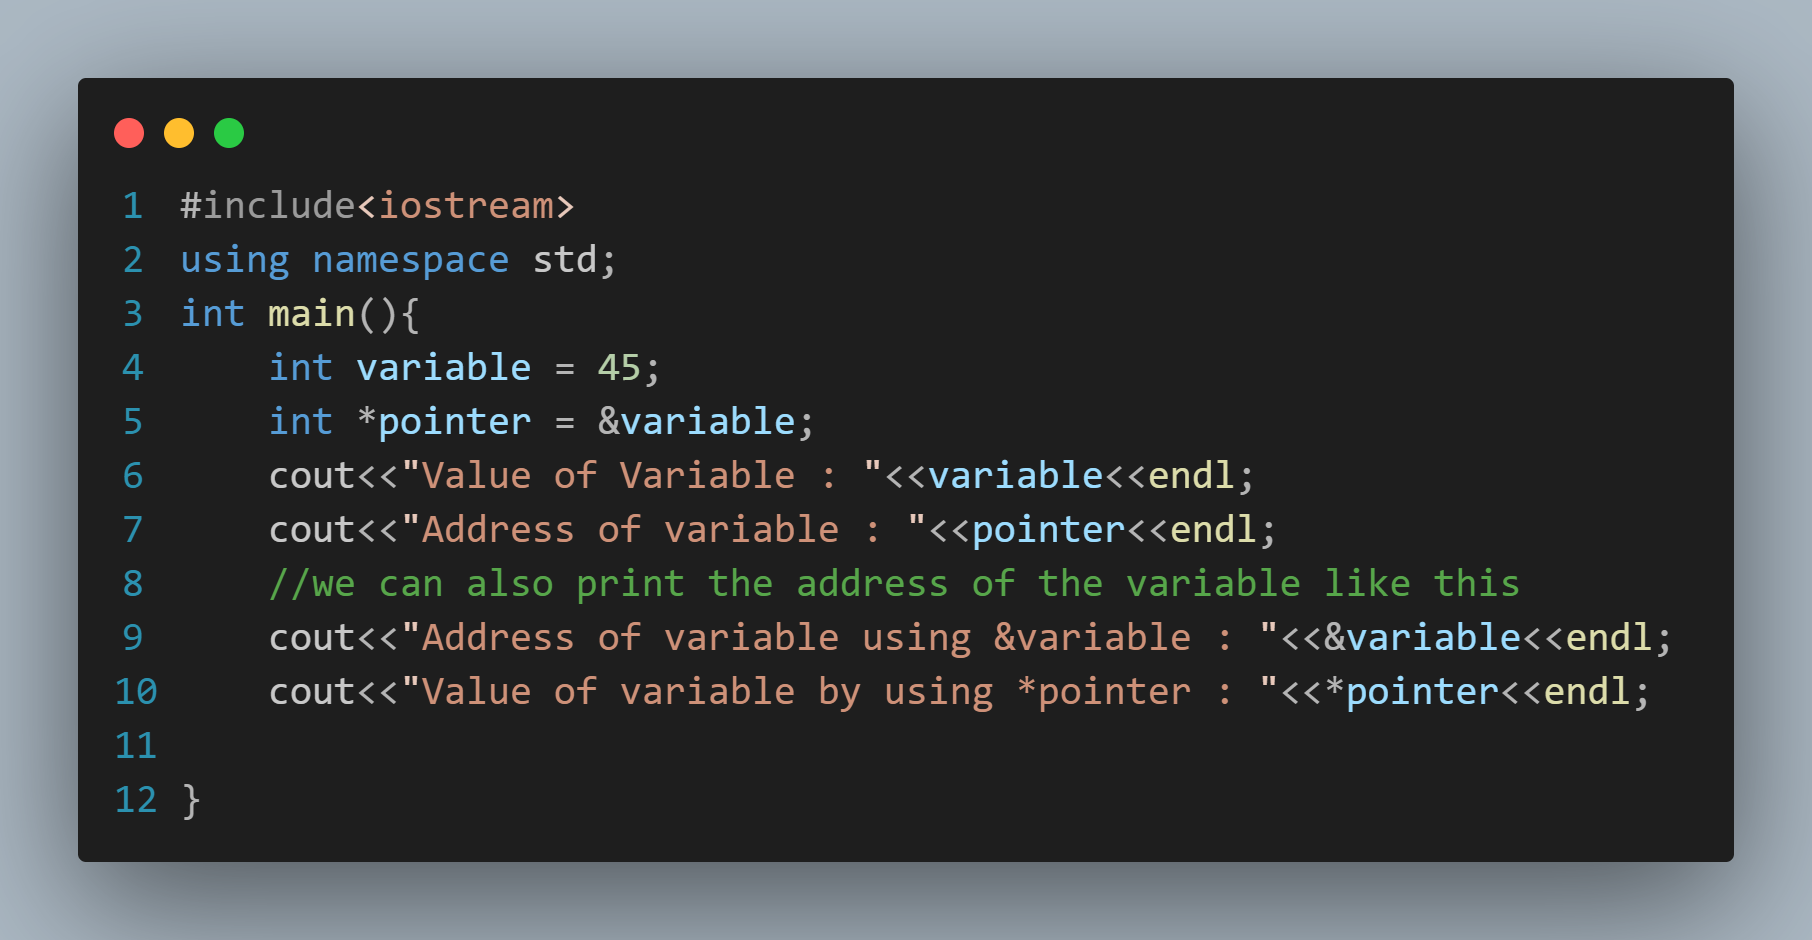 1 #include<iostream>
2 using namespace std;
3 int main(){
4     int variable = 45;
5     int *pointer = &variable;
6     cout<<"Value of Variable : "<<variable<<endl;
7     cout<<"Address of variable : "<<pointer<<endl;
8     //we can also print the address of the variable like this
9     cout<<"Address of variable using &variable : "<<&variable<<endl;
10     cout<<"Value of variable by using *pointer : "<<*pointer<<endl;
11
12 }